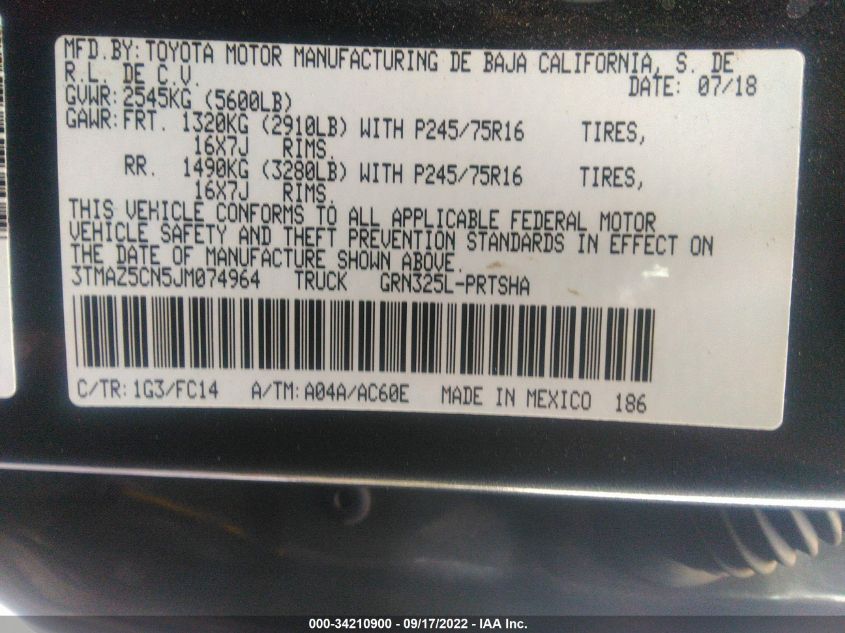 MFD.BY: TOYOTA MOTOR MANUFACTURING DE BAJA CALIFORNIA, S. DE
R.L. DE C.V. DATE: 07/18
GVWR: 2545KG (5600LB)
GAWR: FRT. 1320KG (2910LB) WITH P245/75R16 TIRES,
16X7J RIMS.
RR. 1490KG (3280LB) WITH P245/75R16 TIRES,
16X7J RIMS.
THIS VEHICLE CONFORMS TO ALL APPLICABLE FEDERAL MOTOR
VEHICLE SAFETY AND THEFT PREVENTION STANDARDS IN EFFECT ON
THE DATE OF MANUFACTURE SHOWN ABOVE.
3TMAZ5CN5JM074964 TRUCK GRN325L-PRTSHA
C/TR: 1G3/FC14 A/TM: A04A/AC60E MADE IN MEXICO 186
000-34210900 - 09/17/2022 - IAA Inc.